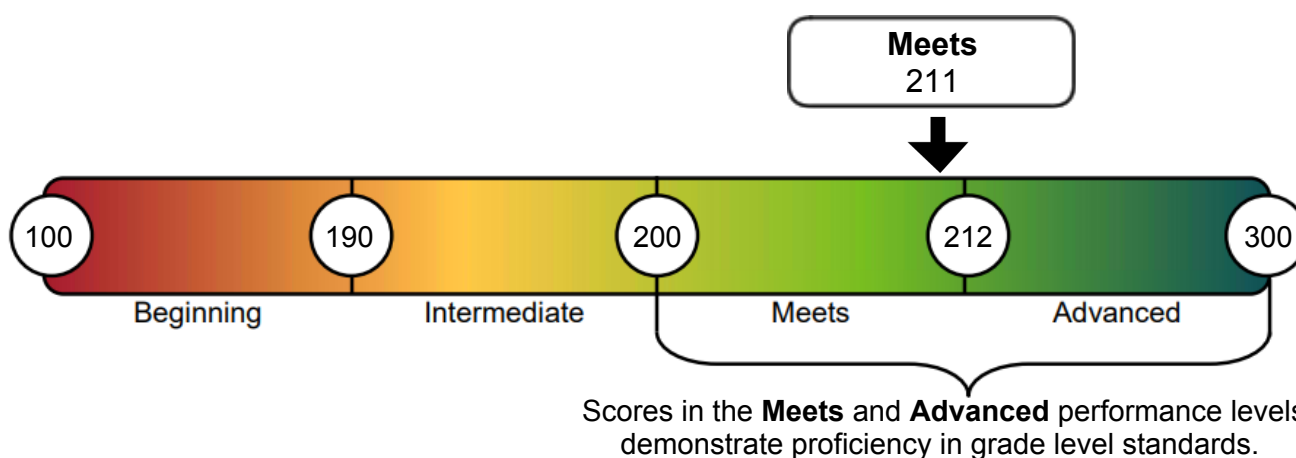 Meets
211
100 190 200 212 300
Beginning Intermediate Meets Advanced
Scores in the Meets and Advanced performance levels
demonstrate proficiency in grade level standards.